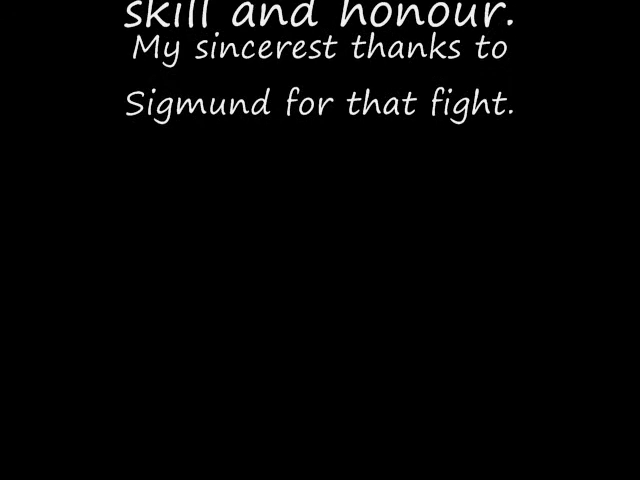 skill and honour.
My sincerest thanks to
Sigmund for that fight.